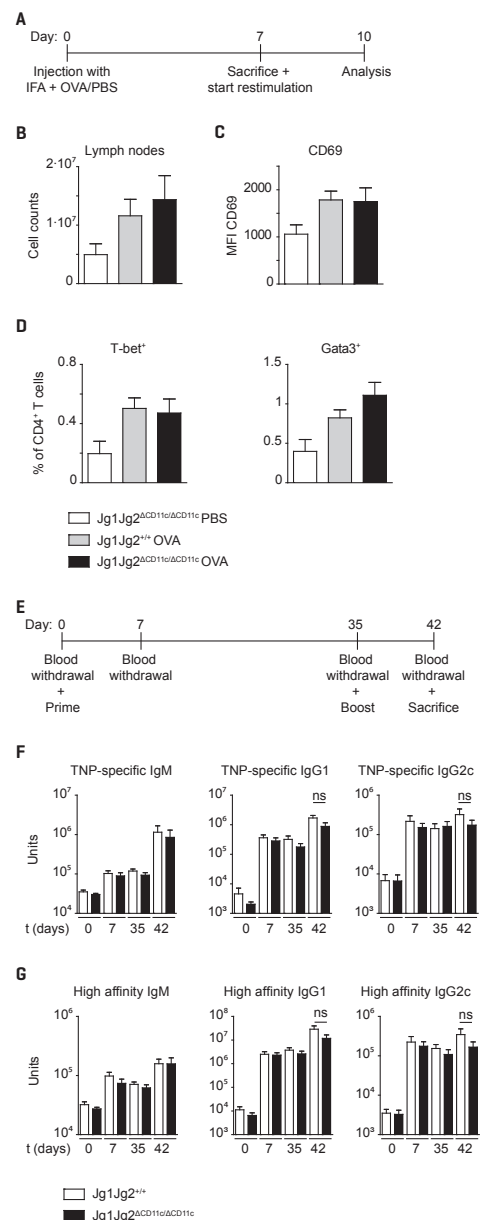 A
Day: 0 7 10
Injection with Sacrifice + Analysis
IFA + OVA/PBS start restimulation
B C
Lymph nodes CD69
Cell counts
2·10⁷
1·10⁷
0
MFI CD69
2000
1000
0
D
T-bet⁺ Gata3⁺
% of CD4⁺ T cells
0.8
0.4
0
1.5
1
0.5
0
Jg1Jg2ΔCD11c/ΔCD11c PBS
Jg1Jg2+/+ OVA
Jg1Jg2ΔCD11c/ΔCD11c OVA
E
Day: 0 7 35 42
Blood Blood Blood Blood
withdrawal withdrawal withdrawal withdrawal
+ + +
Prime Boost Sacrifice
F
TNP-specific IgM TNP-specific IgG1 TNP-specific IgG2c
Units
10⁷
10⁶
10⁵
10⁴
10⁷
10⁶
10⁵
10⁴
10³
ns
10⁶
10⁵
10⁴
10³
ns
t (days) 0 7 35 42 0 7 35 42 0 7 35 42
G
High affinity IgM High affinity IgG1 High affinity IgG2c
Units
10⁶
10⁵
10⁴
10⁸
10⁷
10⁶
10⁵
10⁴
10³
ns
10⁶
10⁵
10⁴
10³
ns
t (days) 0 7 35 42 0 7 35 42 0 7 35 42
Jg1Jg2+/+
Jg1Jg2ΔCD11c/ΔCD11c